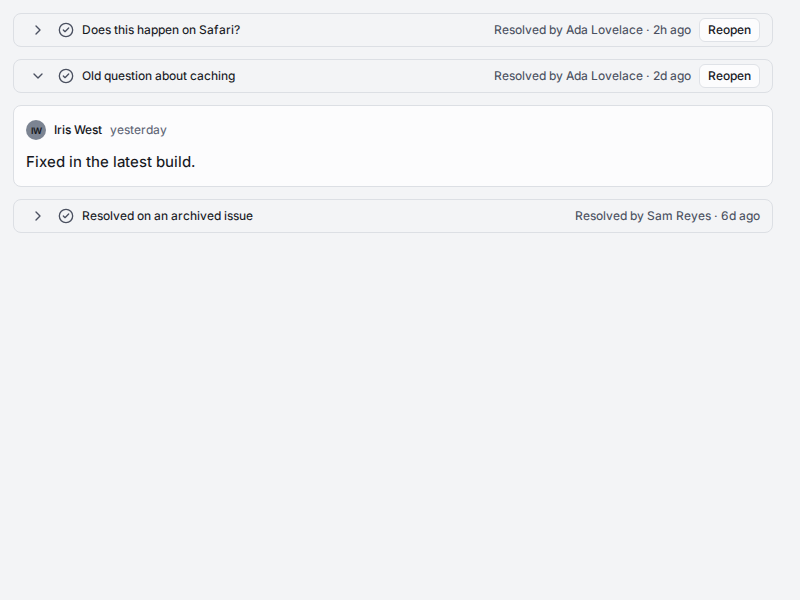 Does this happen on Safari? Resolved by Ada Lovelace · 2h ago Reopen
Old question about caching Resolved by Ada Lovelace · 2d ago Reopen
IW Iris West yesterday
Fixed in the latest build.
Resolved on an archived issue Resolved by Sam Reyes · 6d ago